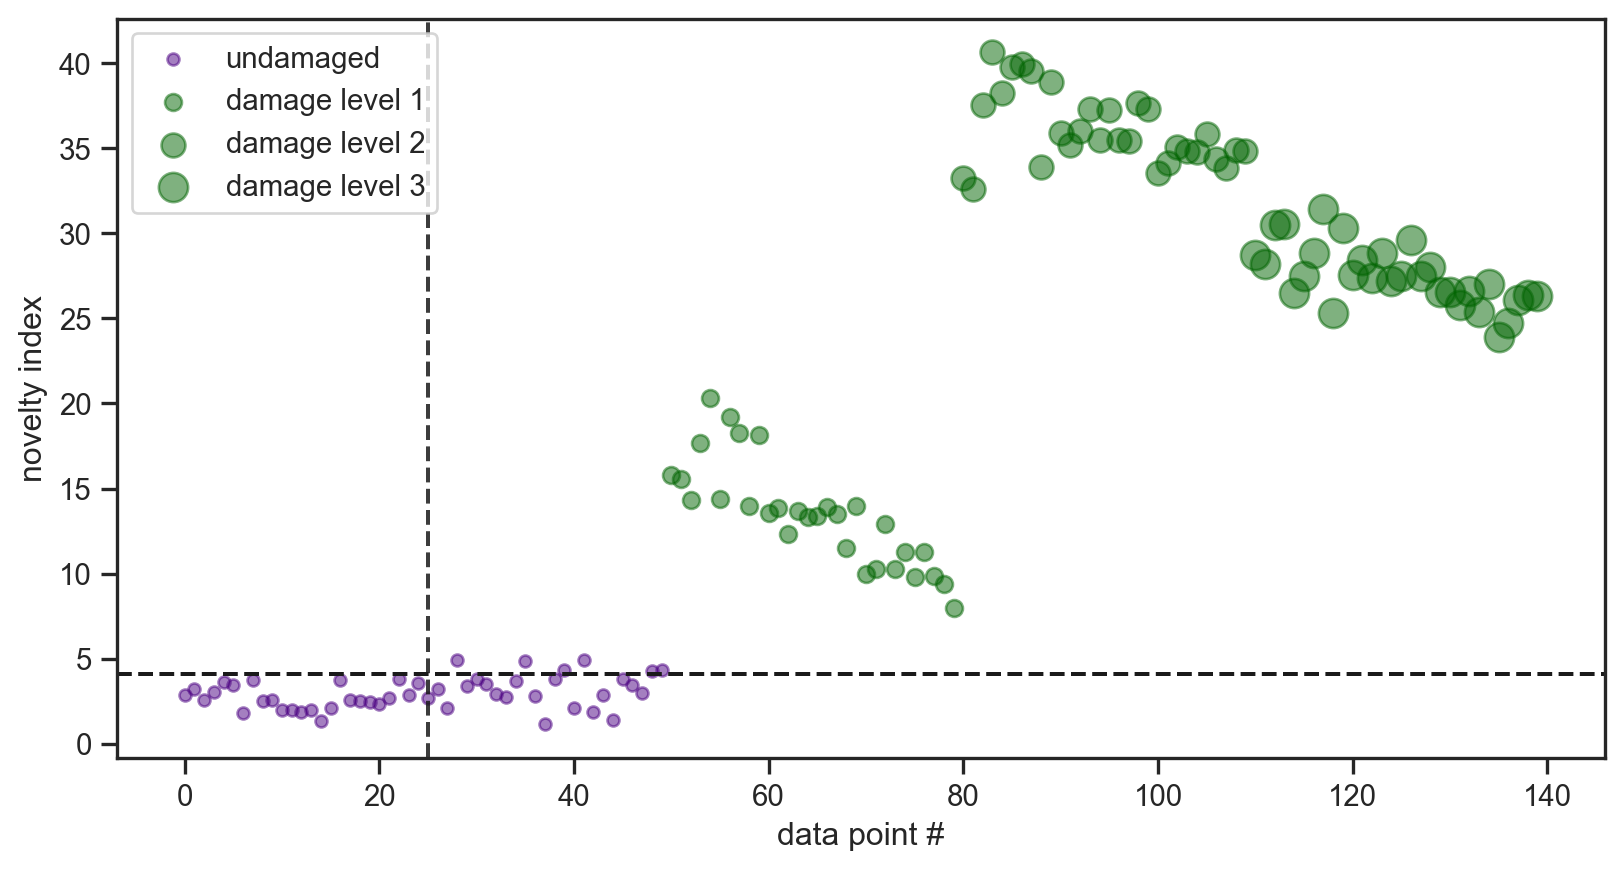 undamaged
damage level 1
damage level 2
damage level 3
novelty index
40
35
30
25
20
15
10
5
0
0 20 40 60 80 100 120 140
data point #